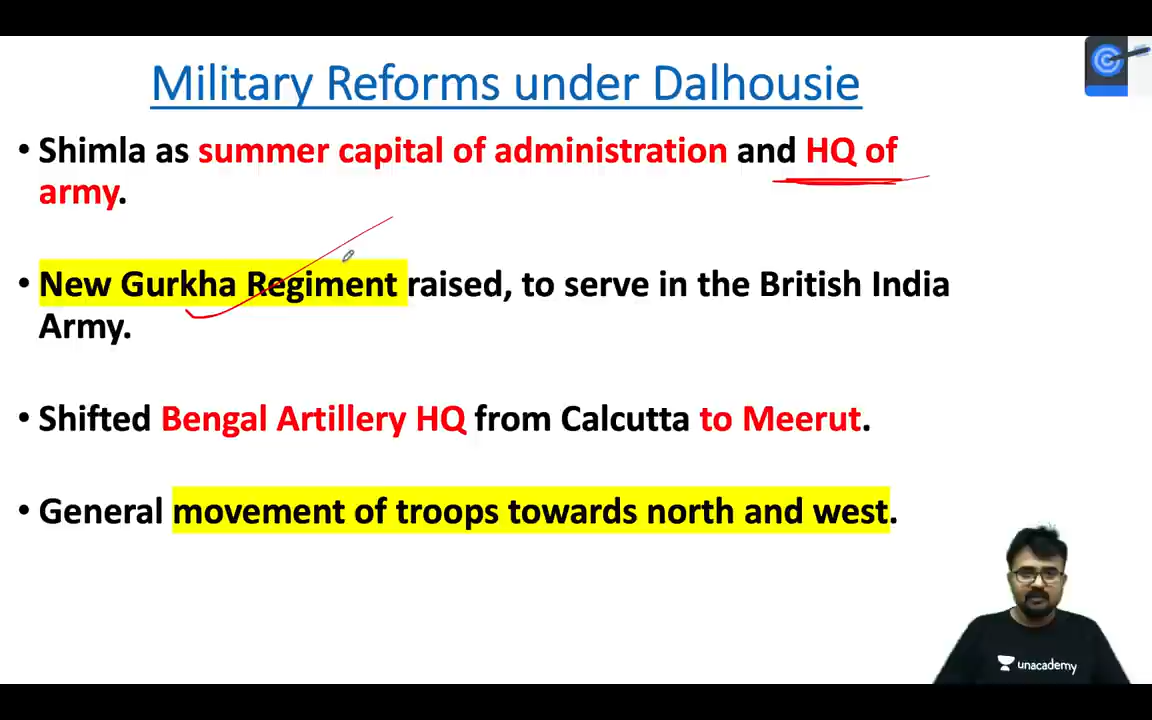 Military Reforms under Dalhousie
• Shimla as summer capital of administration and HQ of
army.
• New Gurkha Regiment raised, to serve in the British India
Army.
• Shifted Bengal Artillery HQ from Calcutta to Meerut.
• General movement of troops towards north and west.
unacademy